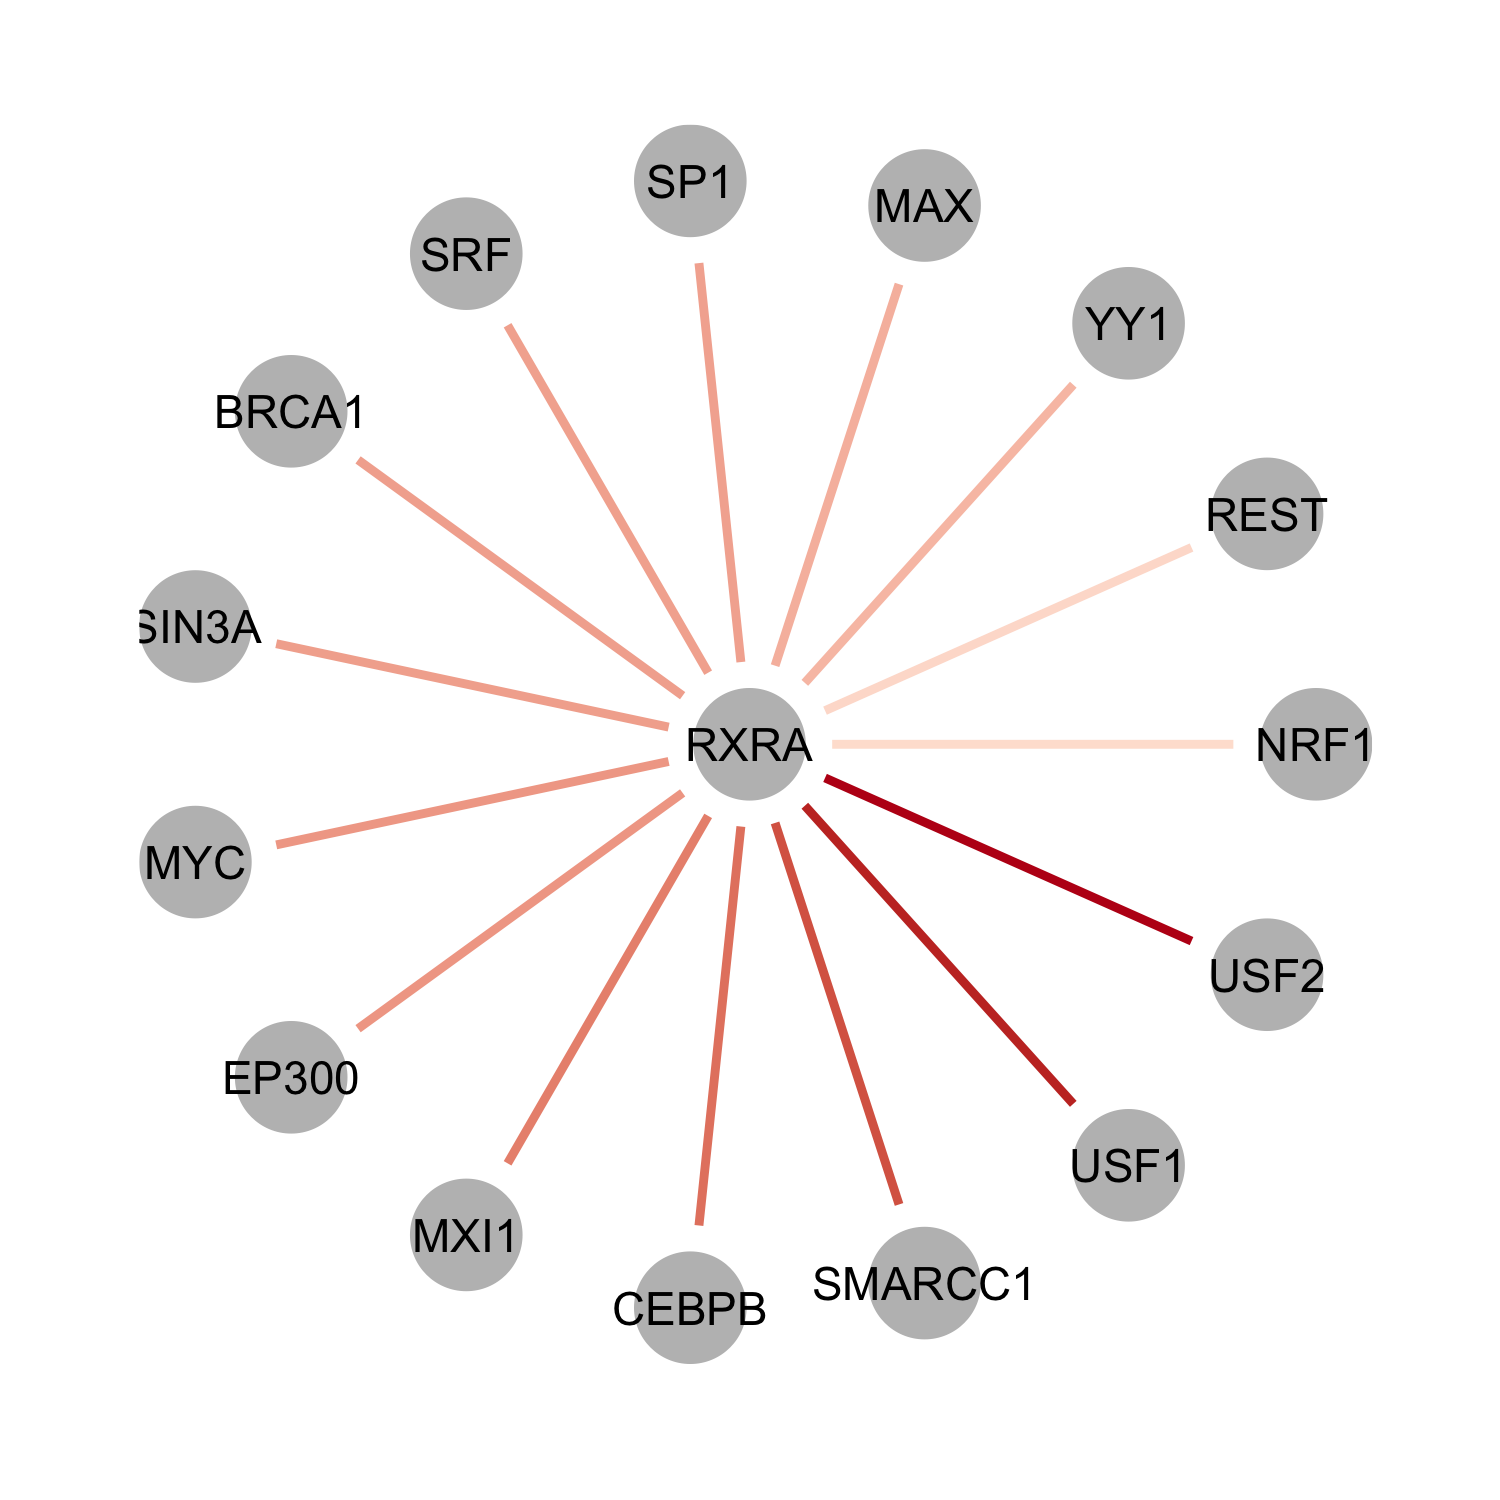 SP1
MAX
SRF
YY1
BRCA1
REST
SIN3A
RXRA
NRF1
MYC
USF2
EP300
USF1
MXI1
SMARCC1
CEBPB